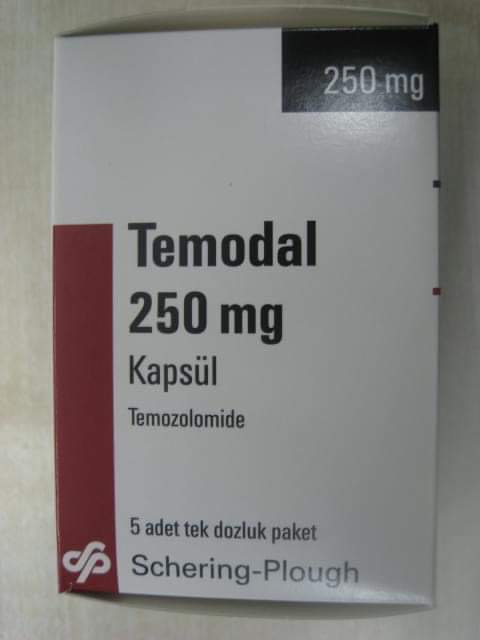 250 mg
Temodal
250 mg
Kapsül
Temozolomide
5 adet tek dozluk paket
Schering-Plough